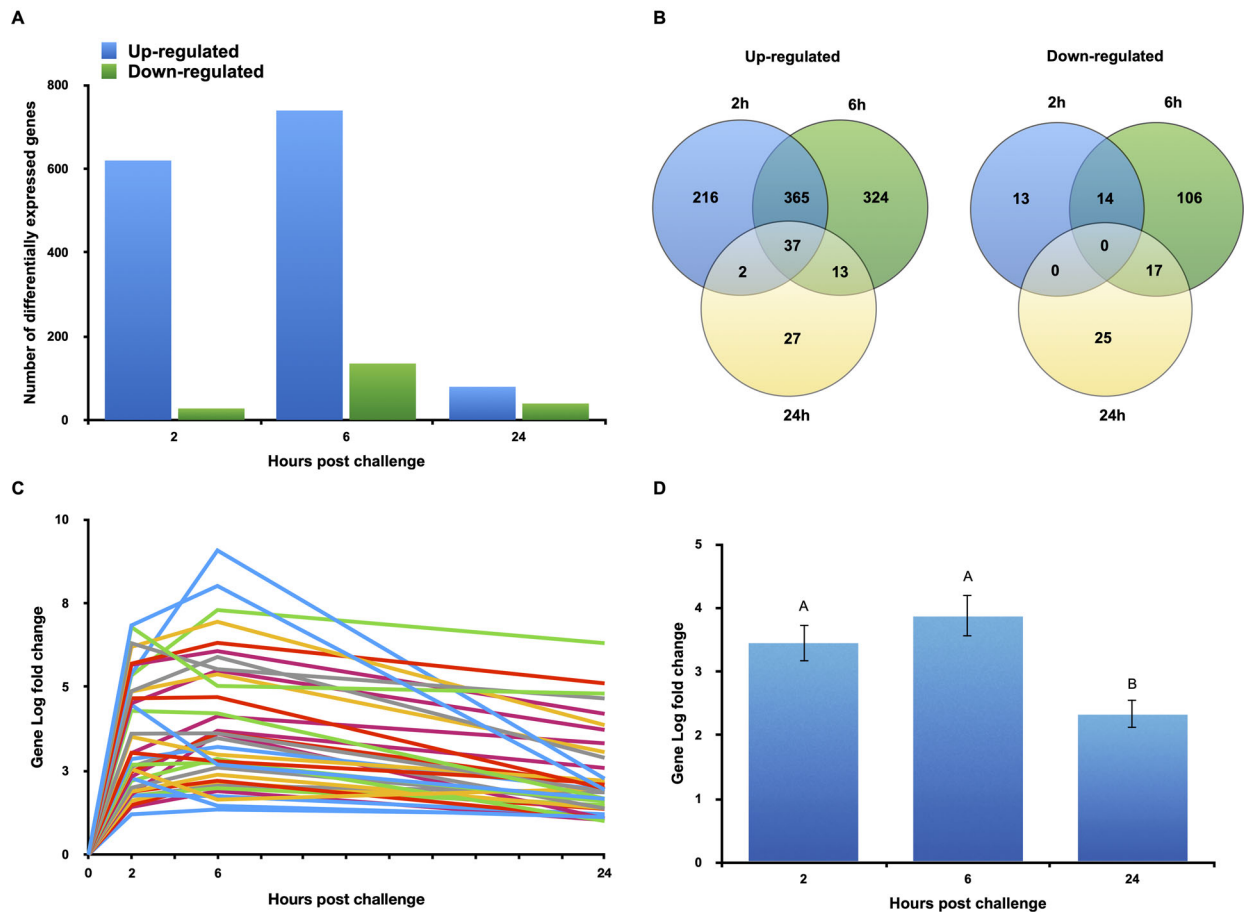 A
Up-regulated
Down-regulated
Number of differentially expressed genes
800
600
400
200
0
2
6
24
Hours post challenge
B
Up-regulated
2h
6h
216
365
324
37
2
13
27
24h
Down-regulated
2h
6h
13
14
106
0
0
17
25
24h
C
Gene Log fold change
10
8
5
3
0
0
2
6
24
Hours post challenge
D
Gene Log fold change
5
4
3
2
1
0
A
A
B
2
6
24
Hours post challenge